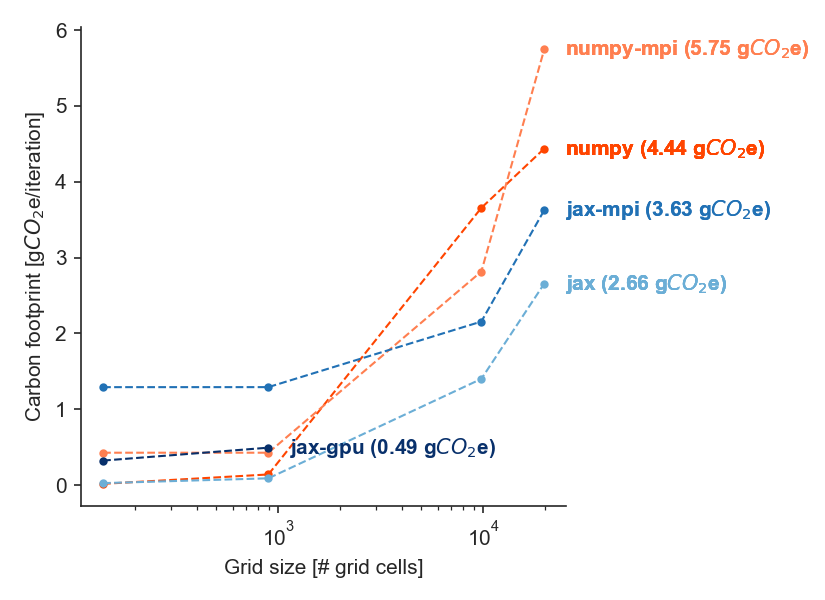 6
numpy-mpi (5.75 gCO₂e)
5
numpy (4.44 gCO₂e)
4
jax-mpi (3.63 gCO₂e)
3
jax (2.66 gCO₂e)
2
1
jax-gpu (0.49 gCO₂e)
0
Carbon footprint [gCO₂e/iteration]
10³ 10⁴
Grid size [# grid cells]